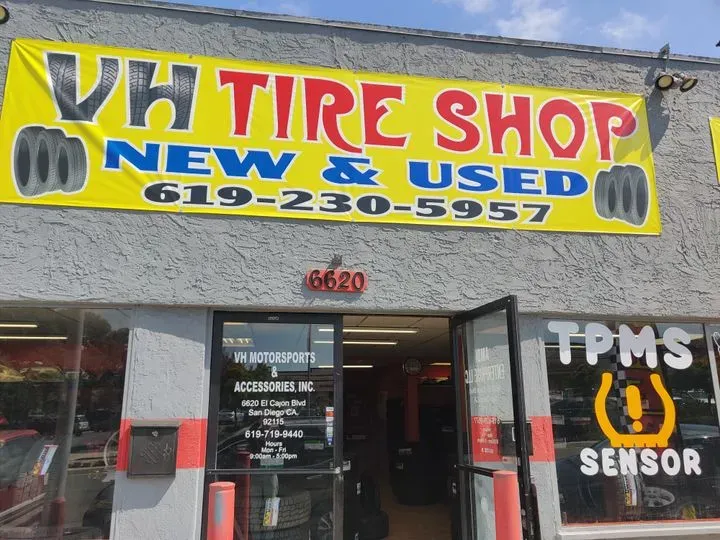 VH TIRE SHOP
NEW & USED
619-230-5957
6620
VH MOTORSPORTS
&
ACCESSORIES, INC.
6620 El Cajon Blvd
San Diego CA,
92115
619-719-9440
Hours
Mon - Fri
9:00am - 5:00pm
TPMS
SENSOR